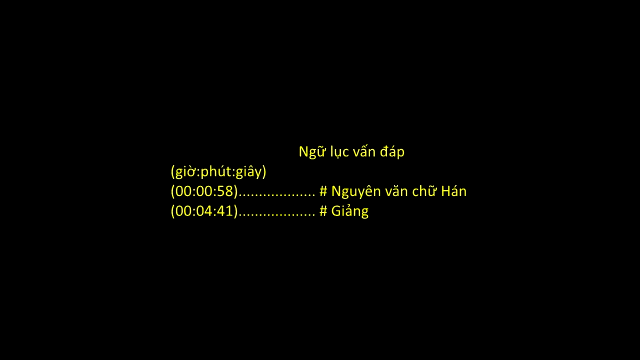 Ngữ lục vấn đáp
(giờ:phút:giây)
(00:00:58)................... # Nguyên văn chữ Hán
(00:04:41)................... # Giảng